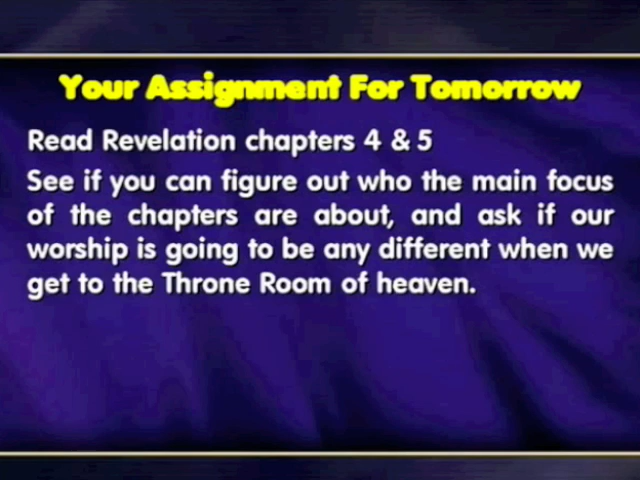 Your Assignment For Tomorrow
Read Revelation chapters 4 & 5
See if you can figure out who the main focus
of the chapters are about, and ask if our
worship is going to be any different when we
get to the Throne Room of heaven.